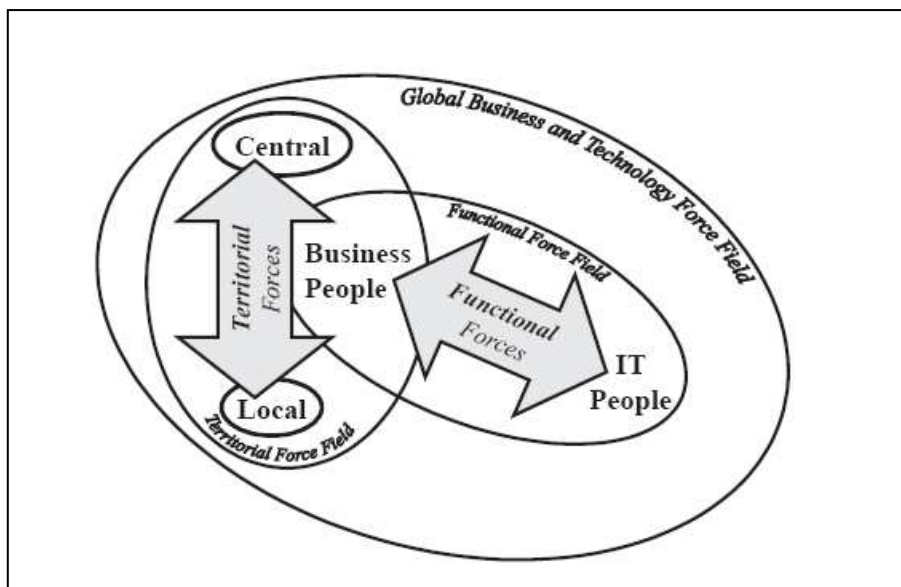 Global Business and Technology Force Field
Central
Functional Force Field
Territorial
Forces
Business
People
Functional
Forces
IT
People
Local
Territorial Force Field